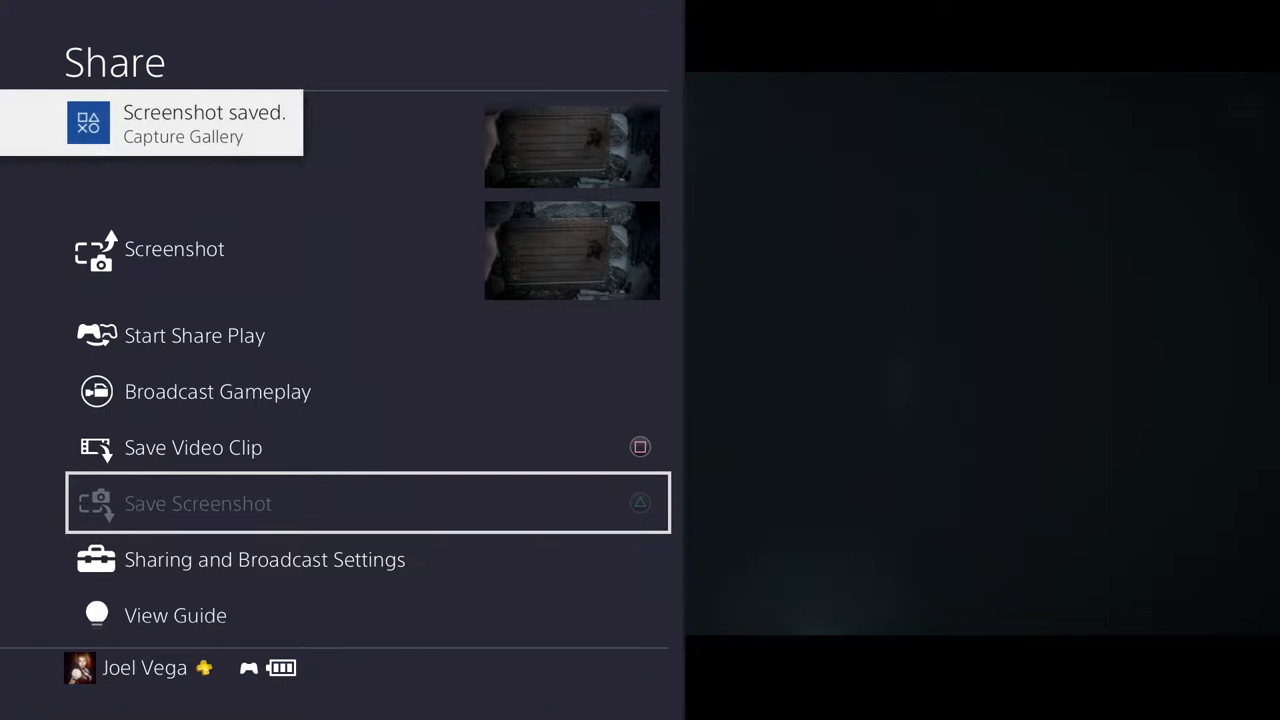 Share
Screenshot saved.
Capture Gallery
Screenshot
Start Share Play
Broadcast Gameplay
Save Video Clip
Save Screenshot
Sharing and Broadcast Settings
View Guide
Joel Vega